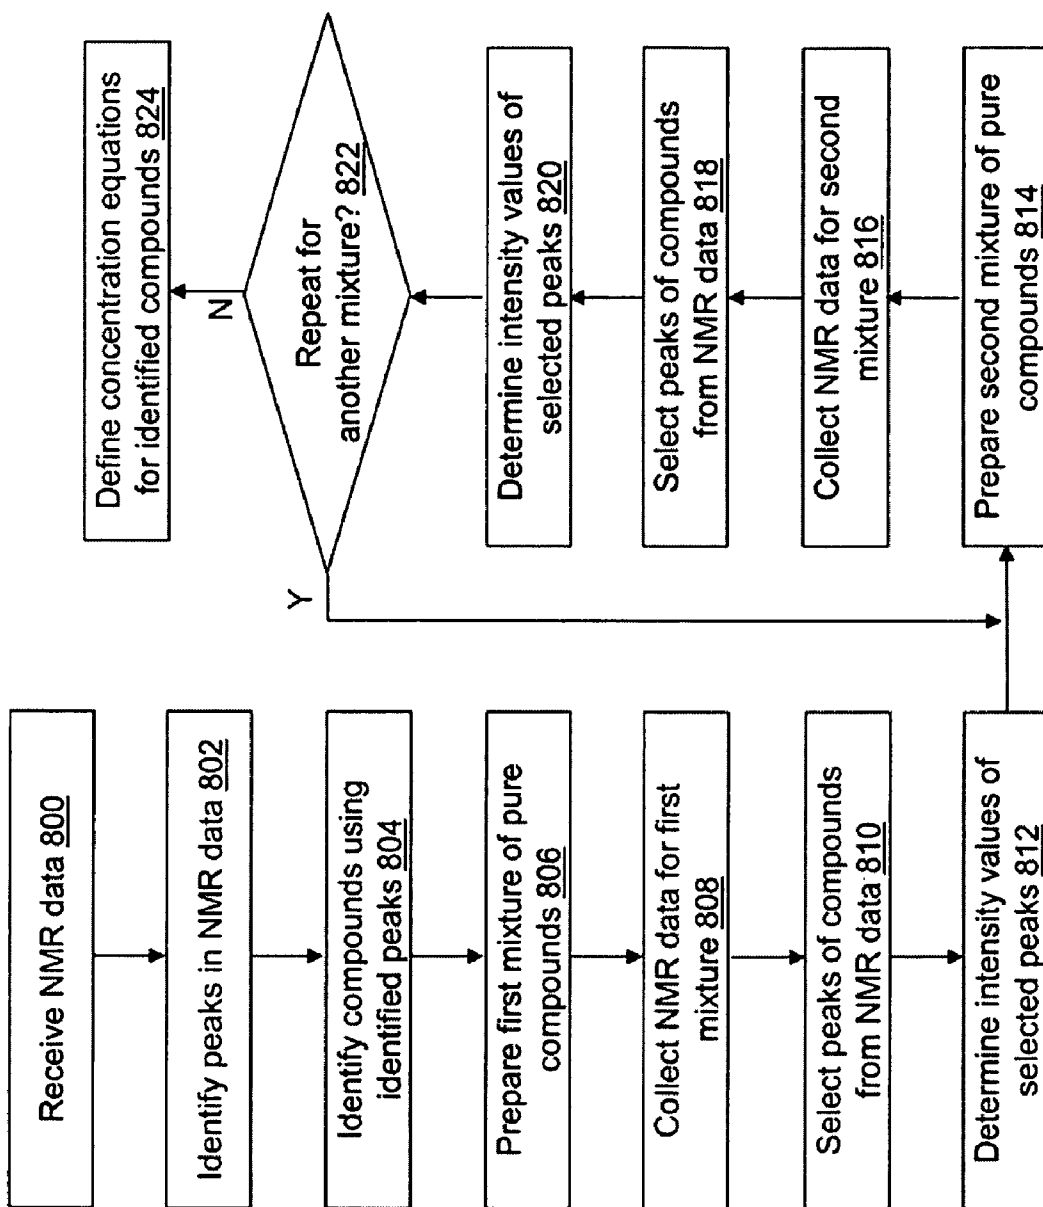 Receive NMR data 800
Identify peaks in NMR data 802
Identify compounds using
identified peaks 804
Prepare first mixture of pure
compounds 806
Collect NMR data for first
mixture 808
Select peaks of compounds
from NMR data 810
Determine intensity values of
selected peaks 812
Prepare second mixture of pure
compounds 814
Collect NMR data for second
mixture 816
Select peaks of compounds
from NMR data 818
Determine intensity values of
selected peaks 820
Repeat for
another mixture? 822
Y
N
Define concentration equations
for identified compounds 824